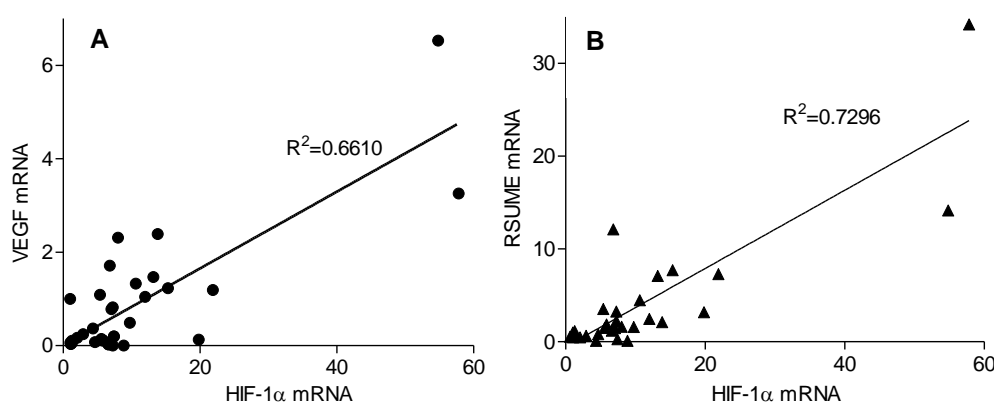 A
VEGF mRNA
6
4
2
0
R²=0.6610
0 20 40 60
HIF-1α mRNA
B
RSUME mRNA
30
20
10
0
R²=0.7296
0 20 40 60
HIF-1α mRNA